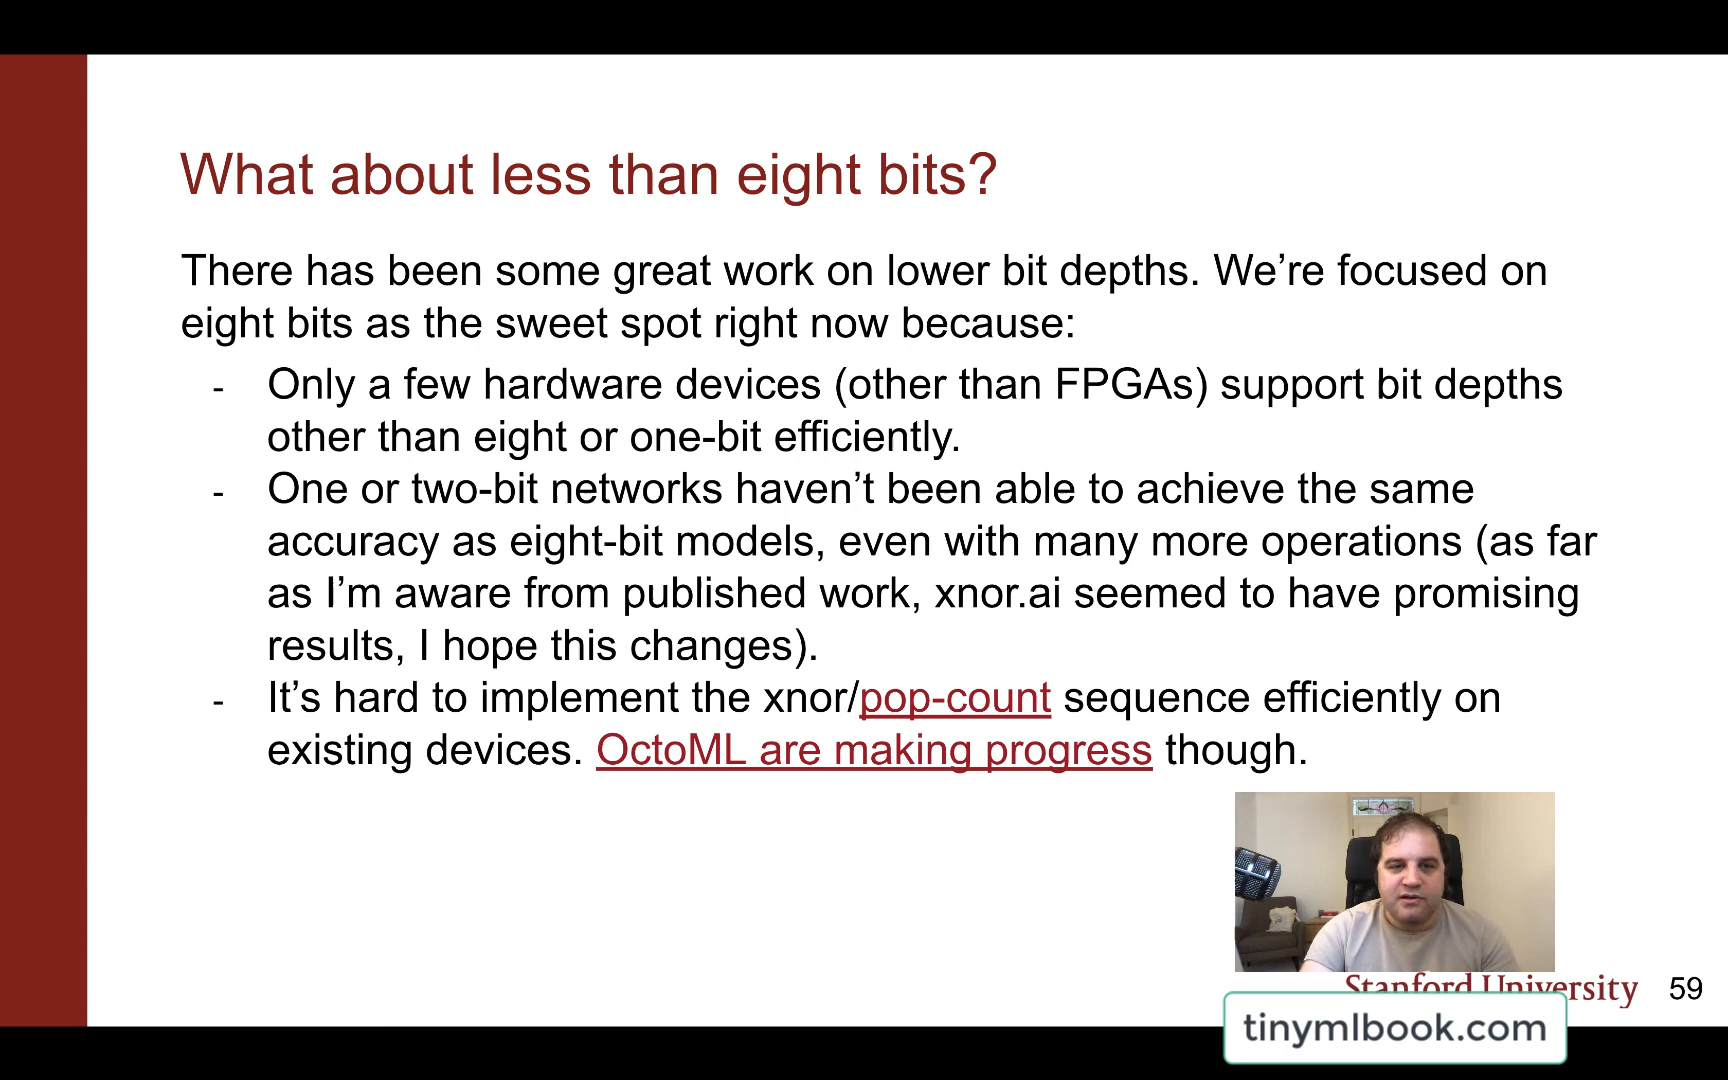 What about less than eight bits?
There has been some great work on lower bit depths. We’re focused on
eight bits as the sweet spot right now because:
- Only a few hardware devices (other than FPGAs) support bit depths
other than eight or one-bit efficiently.
- One or two-bit networks haven’t been able to achieve the same
accuracy as eight-bit models, even with many more operations (as far
as I’m aware from published work, xnor.ai seemed to have promising
results, I hope this changes).
- It’s hard to implement the xnor/pop-count sequence efficiently on
existing devices. OctoML are making progress though.
Stanford University 59
tinymlbook.com